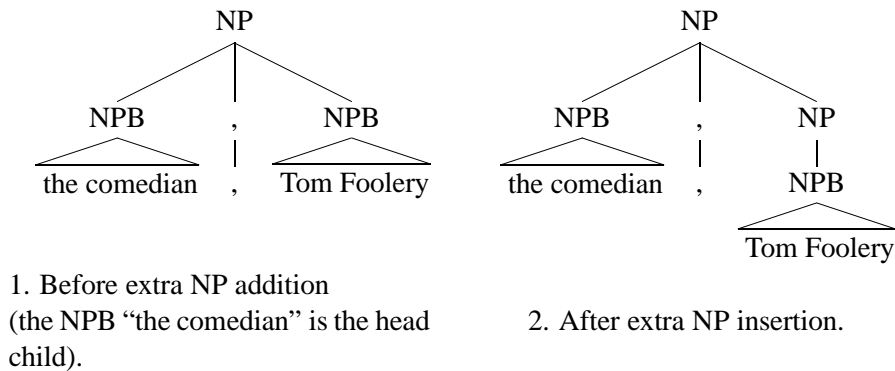 NP NP
NPB , NPB NPB , NP
the comedian , Tom Foolery the comedian , NPB
Tom Foolery
1. Before extra NP addition
(the NPB “the comedian” is the head 2. After extra NP insertion.
child).